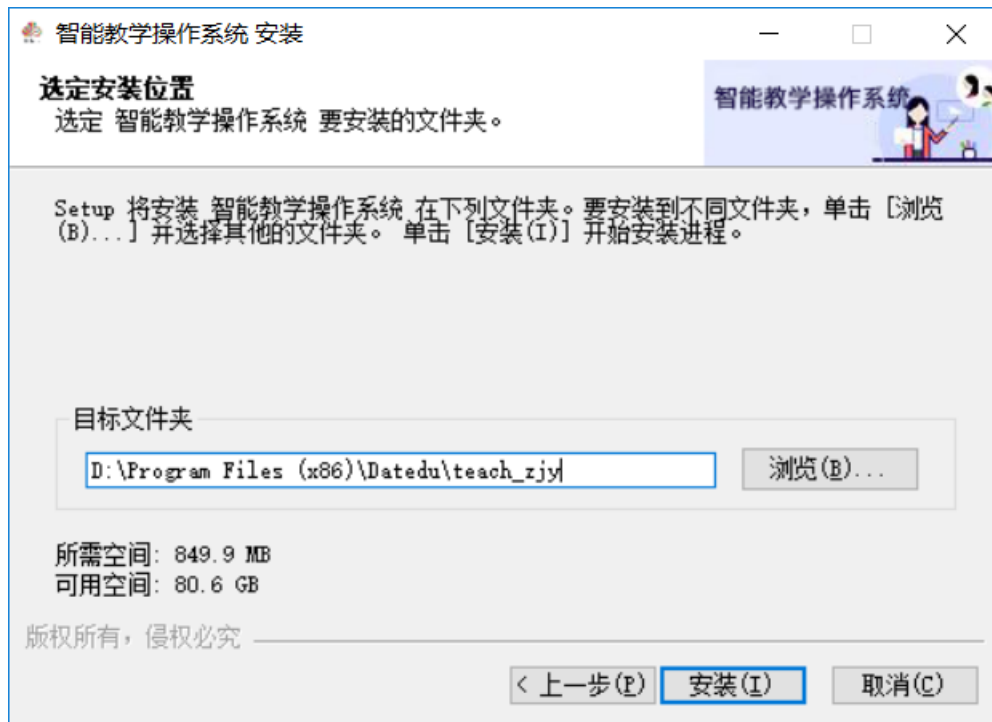 智能教学操作系统 安装
选定安装位置
选定 智能教学操作系统 要安装的文件夹。
智能教学操作系统
Setup 将安装 智能教学操作系统 在下列文件夹。要安装到不同文件夹，单击 [浏览
(B)...] 并选择其他的文件夹。 单击 [安装(I)] 开始安装进程。
目标文件夹
D:\Program Files (x86)\Datedu\teach_zjy
浏览(B)...
所需空间: 849.9 MB
可用空间: 80.6 GB
版权所有，侵权必究
< 上一步(P)
安装(I)
取消(C)